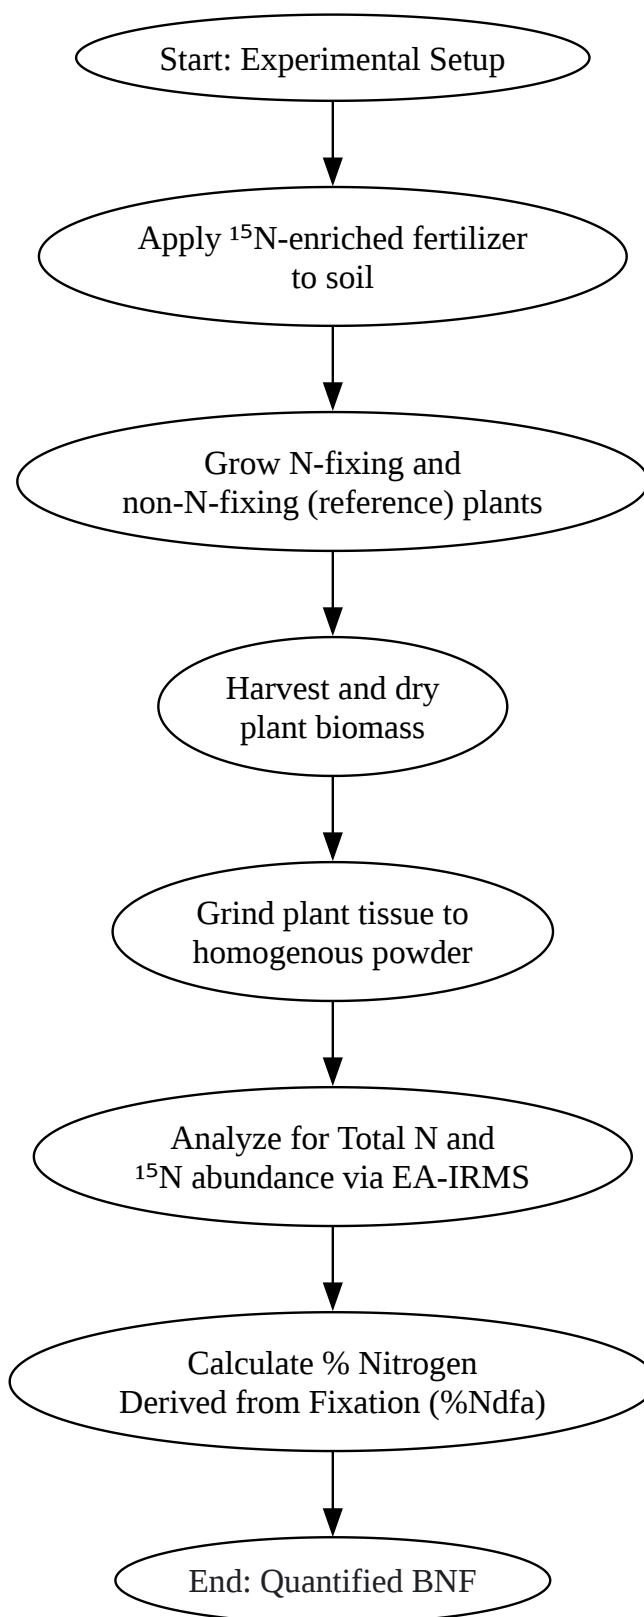 Start: Experimental Setup
Apply ¹⁵N-enriched fertilizer
to soil
Grow N-fixing and
non-N-fixing (reference) plants
Harvest and dry
plant biomass
Grind plant tissue to
homogenous powder
Analyze for Total N and
¹⁵N abundance via EA-IRMS
Calculate % Nitrogen
Derived from Fixation (%Ndfa)
End: Quantified BNF